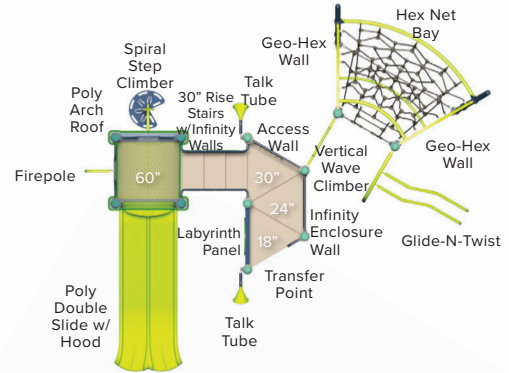 Hex Net
Bay
Geo-Hex
Wall
Spiral
Step
Climber
Talk
Tube
Poly
Arch
Roof
30” Rise
Stairs
w/Infinity
Walls
Access
Wall
Vertical
Wave
Climber
Geo-Hex
Wall
Firepole
60”
30”
24”
18”
Infinity
Enclosure
Wall
Glide-N-Twist
Labyrinth
Panel
Transfer
Point
Poly
Double
Slide w/
Hood
Talk
Tube